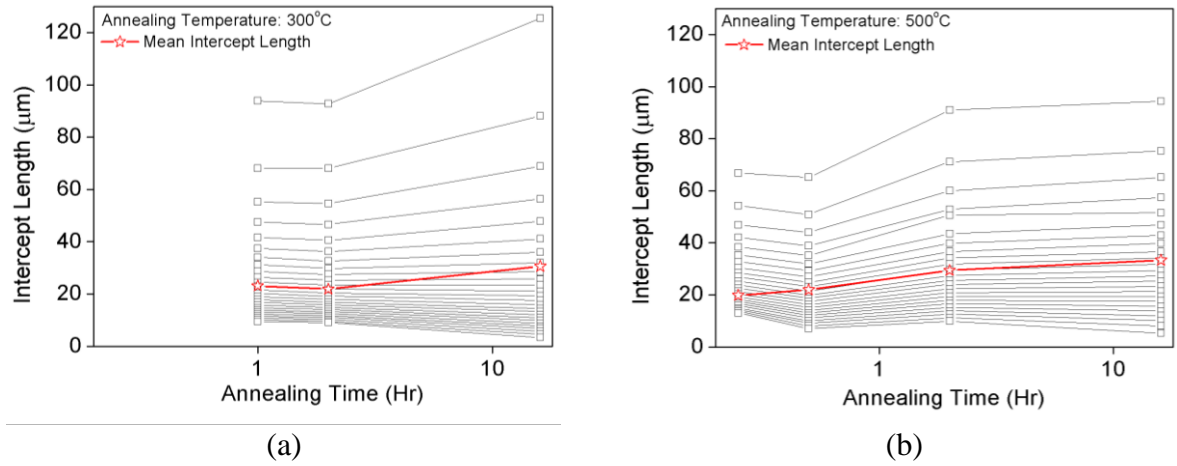 Annealing Temperature: 300°C
Mean Intercept Length
120
100
80
60
40
20
0
Intercept Length (μm)
1
10
Annealing Time (Hr)
(a)
Annealing Temperature: 500°C
Mean Intercept Length
120
100
80
60
40
20
0
Intercept Length (μm)
1
10
Annealing Time (Hr)
(b)